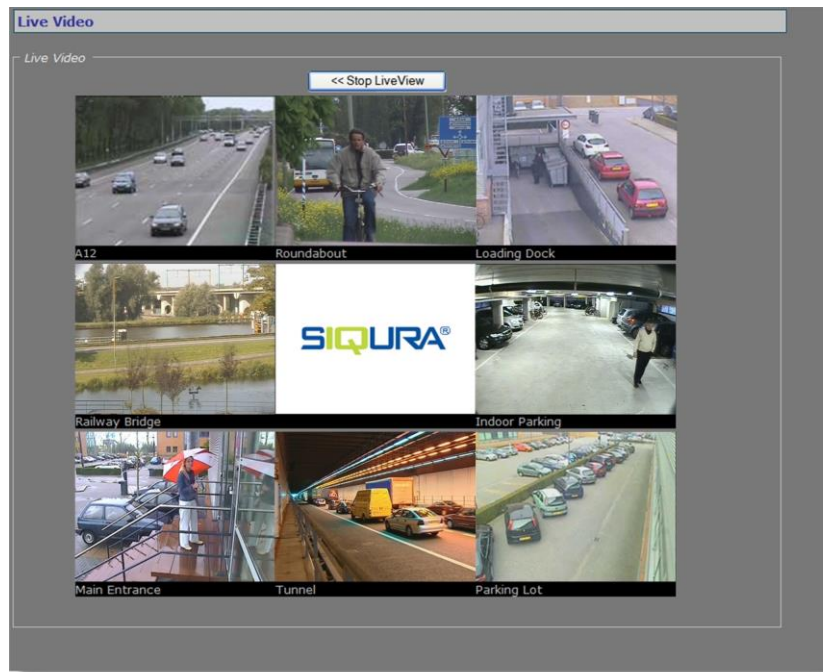 Live Video
Live Video
<< Stop LiveView
A12
Roundabout
Loading Dock
Railway Bridge
SIQURA®
Indoor Parking
Main Entrance
Tunnel
Parking Lot